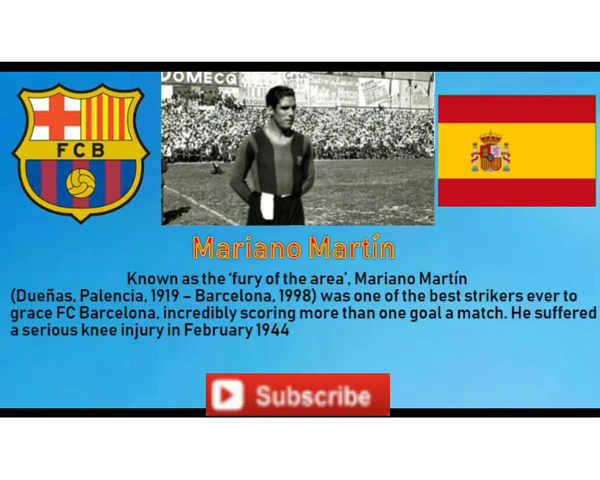 DOMECQ
FCB
Mariano Martín
Known as the 'fury of the area', Mariano Martín
(Dueñas, Palencia, 1919 – Barcelona, 1998) was one of the best strikers ever to
grace FC Barcelona, incredibly scoring more than one goal a match. He suffered
a serious knee injury in February 1944
Subscribe